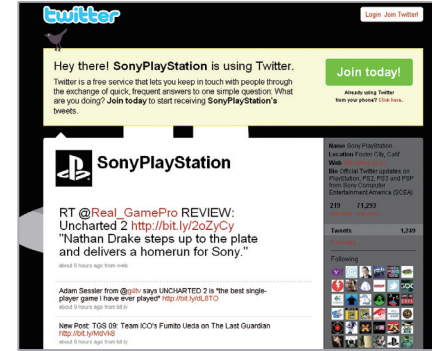 twitter
Login Join Twitter!
Hey there! SonyPlayStation is using Twitter.
Twitter is a free service that lets you keep in touch with people through
the exchange of quick, frequent answers to one simple question: What
are you doing? Join today to start receiving SonyPlayStation's
tweets.
Join today!
Already using Twitter
from your phone? Click here.
SonyPlayStation
RT @Real_GamePro REVIEW:
Uncharted 2 http://bit.ly/2oZyCy
"Nathan Drake steps up to the plate
and delivers a homerun for Sony."
about 8 hours ago from web
Adam Sessler from @g4tv says UNCHARTED 2 is "the best single-
player game I have ever played" http://bit.ly/dL8TO
about 9 hours ago from bit.ly
New Post: TGS 09: Team ICO's Fumito Ueda on The Last Guardian
http://bit.ly/MdVk8
about 9 hours ago from bit.ly
Name Sony PlayStation
Location Foster City, Calif.
Web
Bio Official Twitter updates on
PlayStation, PS2, PS3 and PSP
from Sony Computer
Entertainment America (SCEA)
219 71,293
Tweets 1,249
Favorites
Following